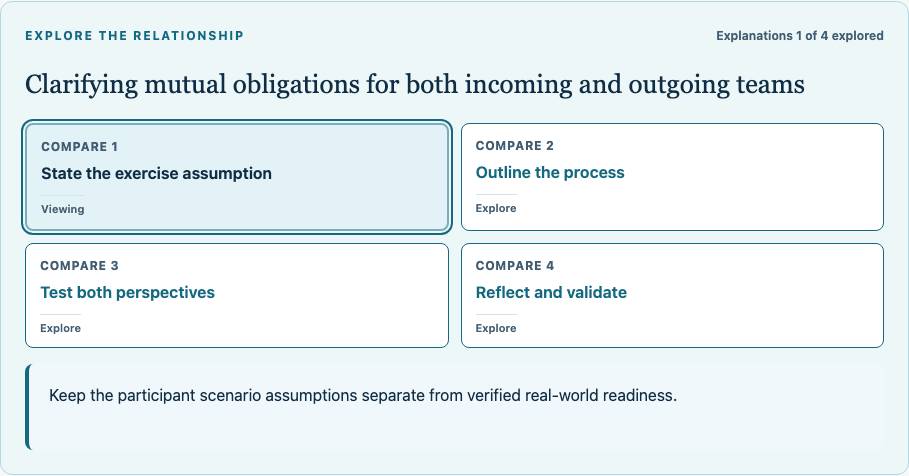 EXPLORE THE RELATIONSHIP
Explanations 1 of 4 explored
Clarifying mutual obligations for both incoming and outgoing teams
COMPARE 1
State the exercise assumption
Viewing
COMPARE 2
Outline the process
Explore
COMPARE 3
Test both perspectives
Explore
COMPARE 4
Reflect and validate
Explore
Keep the participant scenario assumptions separate from verified real-world readiness.